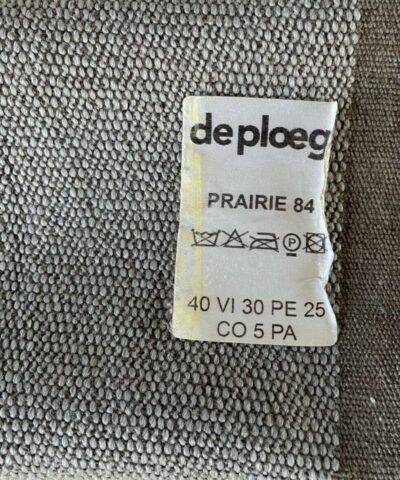 de ploeg
PRAIRIE 84
P
40 VI 30 PE 25
CO 5 PA